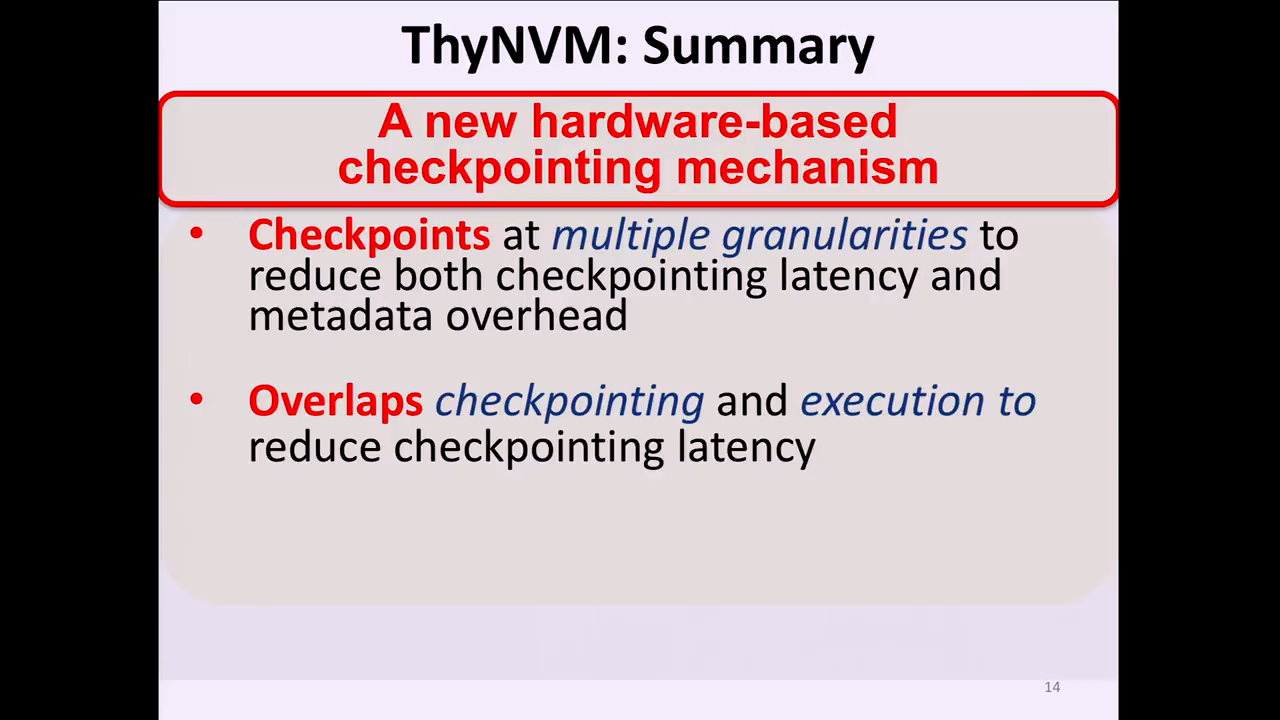 ThyNVM: Summary
A new hardware-based
checkpointing mechanism
• Checkpoints at multiple granularities to
reduce both checkpointing latency and
metadata overhead
• Overlaps checkpointing and execution to
reduce checkpointing latency
14